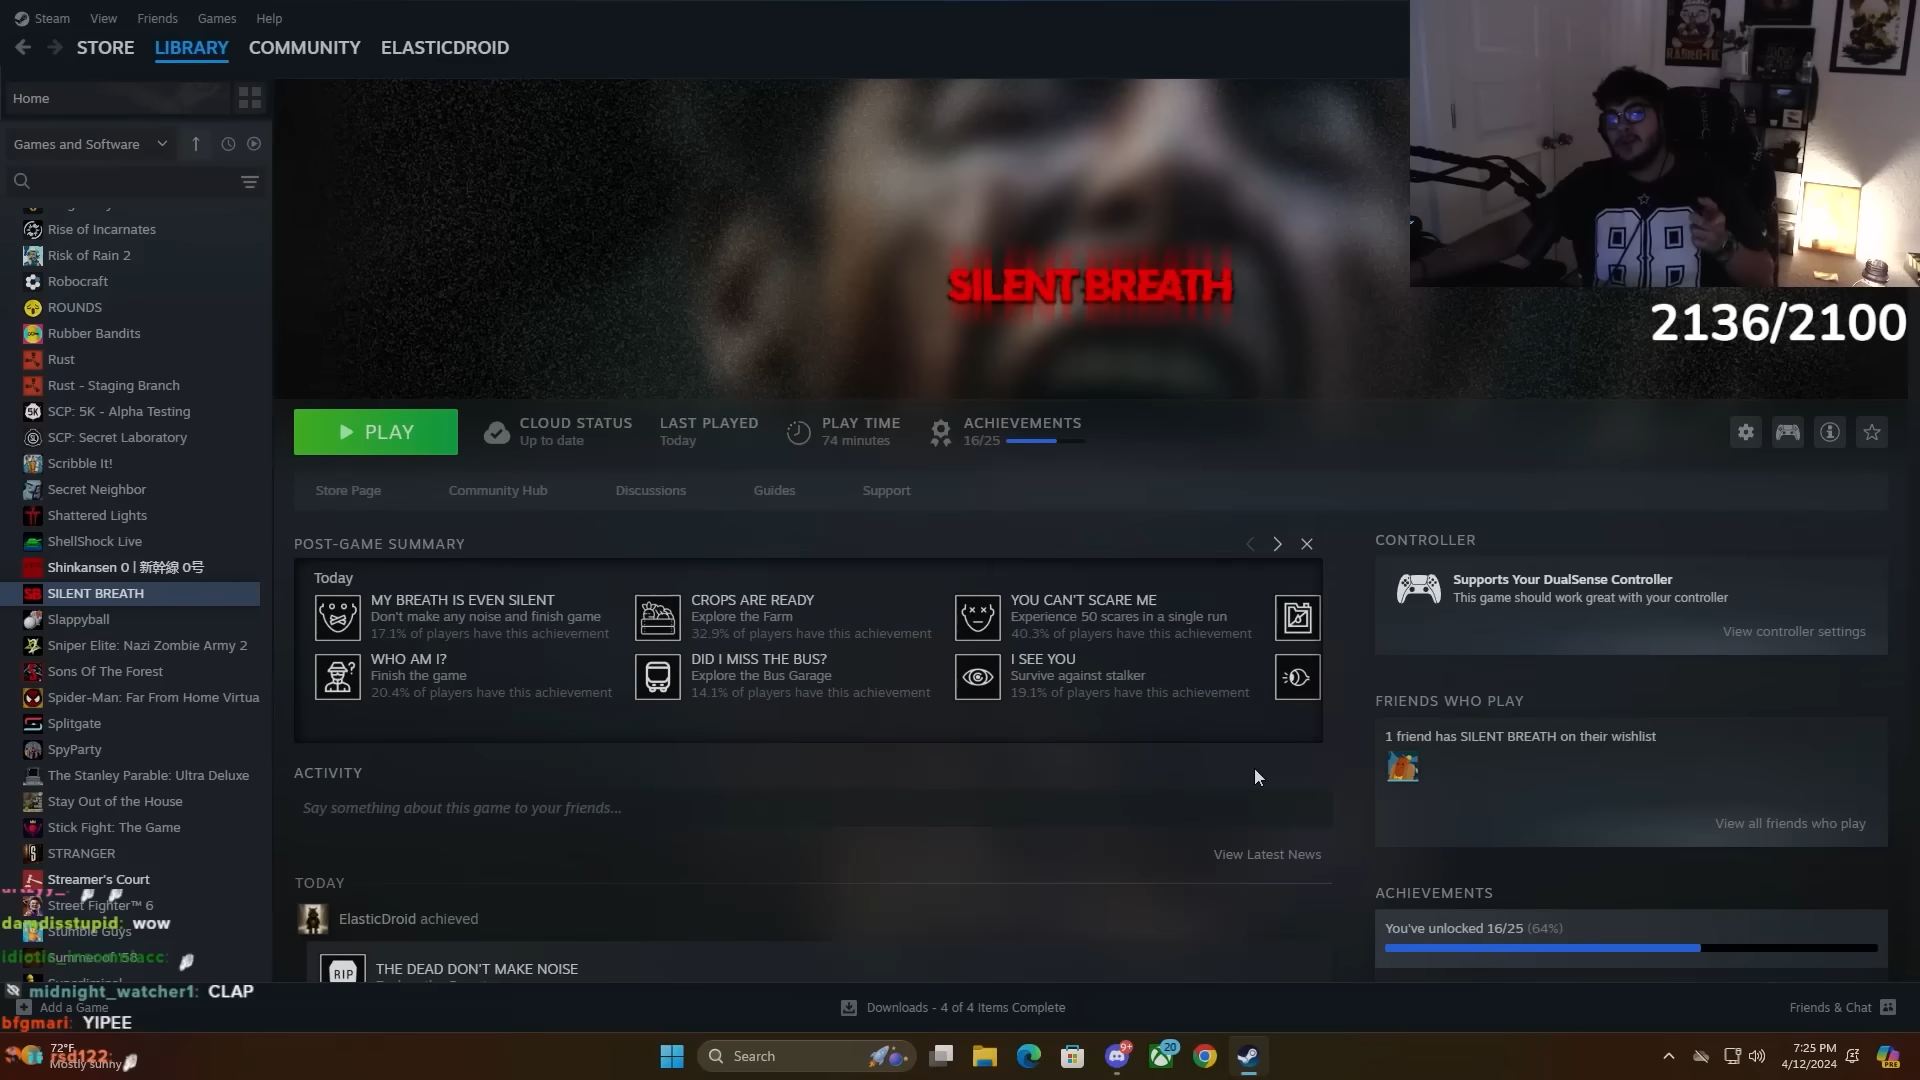 Steam View Friends Games Help
STORE LIBRARY COMMUNITY ELASTICDROID
Home
Games and Software
Rise of Incarnates
Risk of Rain 2
Robocraft
ROUNDS
Rubber Bandits
Rust
Rust - Staging Branch
SCP: 5K - Alpha Testing
SCP: Secret Laboratory
Scribble It!
Secret Neighbor
Shattered Lights
ShellShock Live
Shinkansen 0 | 新幹線 0号
SILENT BREATH
Slappyball
Sniper Elite: Nazi Zombie Army 2
Sons Of The Forest
Spider-Man: Far From Home Virtua
Splitgate
SpyParty
The Stanley Parable: Ultra Deluxe
Stay Out of the House
Stick Fight: The Game
STRANGER
Streamer's Court
Street Fighter™ 6
damdisstupid: wow
Stumble Guys
Summer of '58
midnight_watcher1: CLAP
Add a Game
bfgmari: YIPEE
rsd122:
SILENT BREATH
88
2136/2100
PLAY
CLOUD STATUS
Up to date
LAST PLAYED
Today
PLAY TIME
74 minutes
ACHIEVEMENTS
16/25
Store Page Community Hub Discussions Guides Support
POST-GAME SUMMARY
Today
MY BREATH IS EVEN SILENT
Don't make any noise and finish game
17.1% of players have this achievement
CROPS ARE READY
Explore the Farm
32.9% of players have this achievement
YOU CAN'T SCARE ME
Experience 50 scares in a single run
40.3% of players have this achievement
WHO AM I?
Finish the game
20.4% of players have this achievement
DID I MISS THE BUS?
Explore the Bus Garage
14.1% of players have this achievement
I SEE YOU
Survive against stalker
19.1% of players have this achievement
ACTIVITY
Say something about this game to your friends...
View Latest News
TODAY
ElasticDroid achieved
RIP
THE DEAD DON'T MAKE NOISE
CONTROLLER
Supports Your DualSense Controller
This game should work great with your controller
View controller settings
FRIENDS WHO PLAY
1 friend has SILENT BREATH on their wishlist
View all friends who play
ACHIEVEMENTS
You've unlocked 16/25 (64%)
Downloads - 4 of 4 Items Complete
Friends & Chat
72°F
Mostly sunny
Search
9+
20
7:25 PM
4/12/2024
PRE